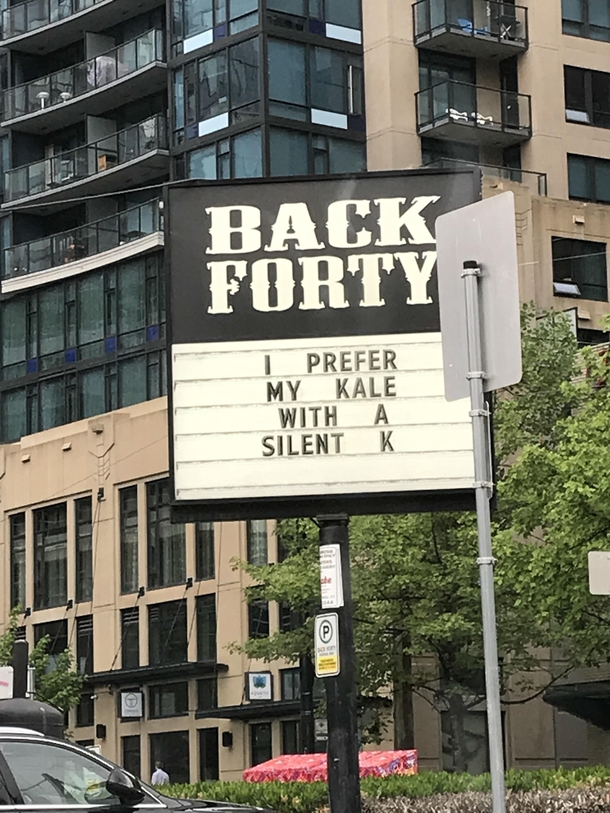 BACK
FORTY
I PREFER
MY KALE
WITH A
SILENT K
P